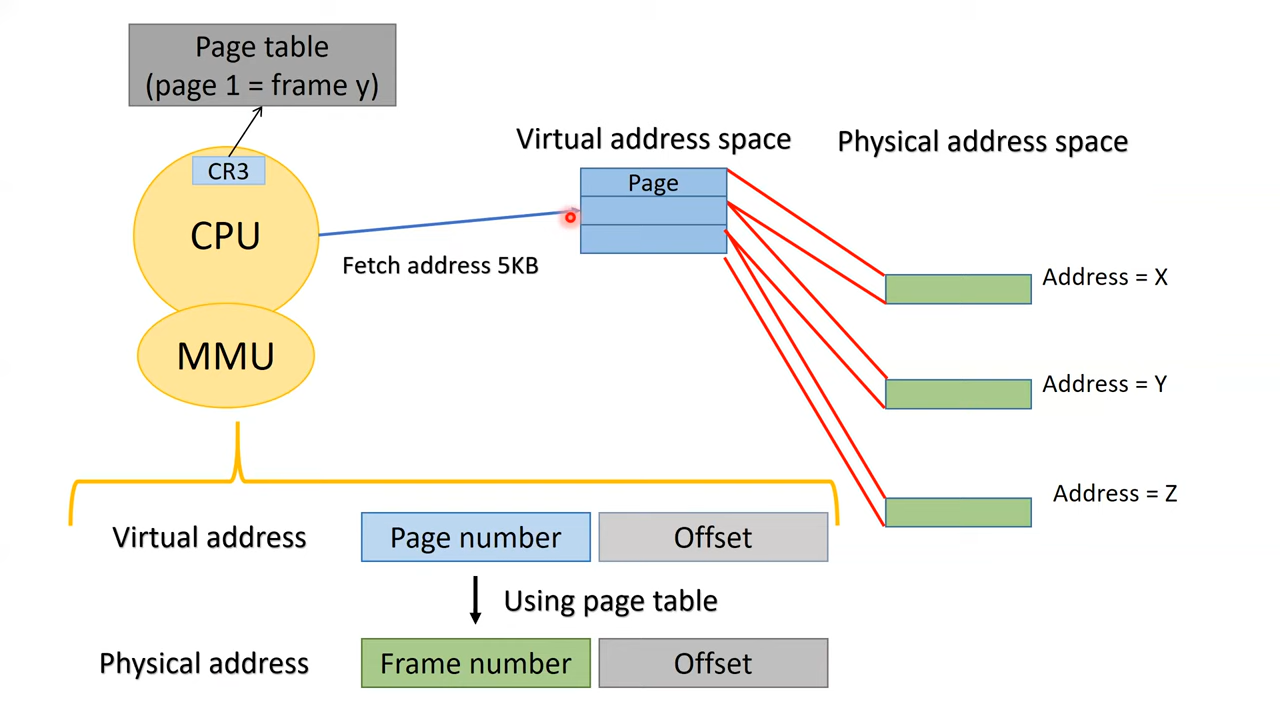 Page table
(page 1 = frame y)
CR3
CPU
MMU
Fetch address 5KB
Virtual address space
Page
Physical address space
Address = X
Address = Y
Address = Z
Virtual address
Page number
Offset
Using page table
Physical address
Frame number
Offset